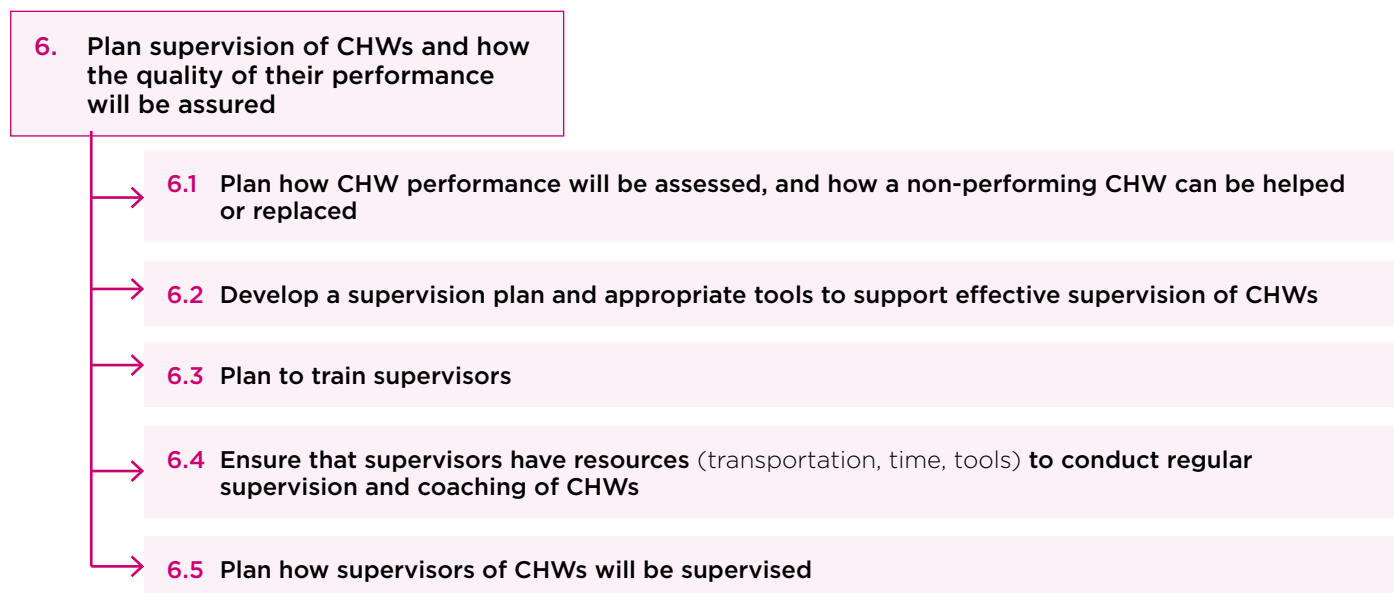 6. Plan supervision of CHWs and how
the quality of their performance
will be assured
6.1 Plan how CHW performance will be assessed, and how a non-performing CHW can be helped
or replaced
6.2 Develop a supervision plan and appropriate tools to support effective supervision of CHWs
6.3 Plan to train supervisors
6.4 Ensure that supervisors have resources (transportation, time, tools) to conduct regular
supervision and coaching of CHWs
6.5 Plan how supervisors of CHWs will be supervised